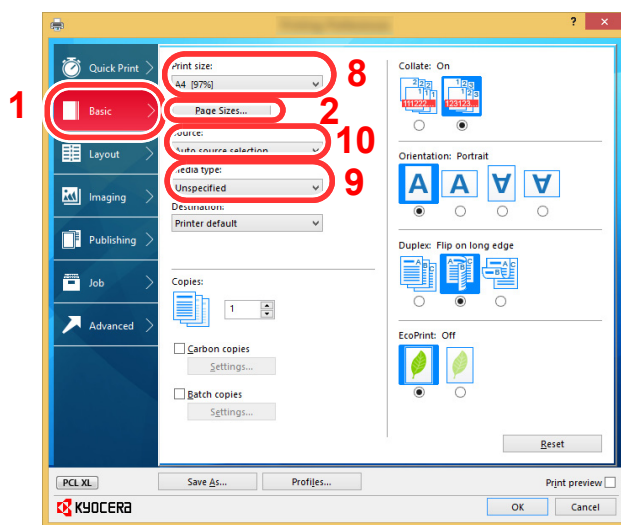 ? ×
Quick Print
Basic
Layout
Imaging
Publishing
Job
Advanced
1
Print size:
A4 [97%]
8
Page Sizes...
2
Source:
Auto source selection
10
Media type:
Unspecified
9
Destination:
Printer default
Copies:
1
Carbon copies
Settings...
Batch copies
Settings...
Collate: On
111222...
123123...
Orientation: Portrait
A A A A
Duplex: Flip on long edge
A B C
A B C
A B C
EcoPrint: Off
Reset
PCL XL
Save As...
Profiles...
Print preview
KYOCERA
OK
Cancel